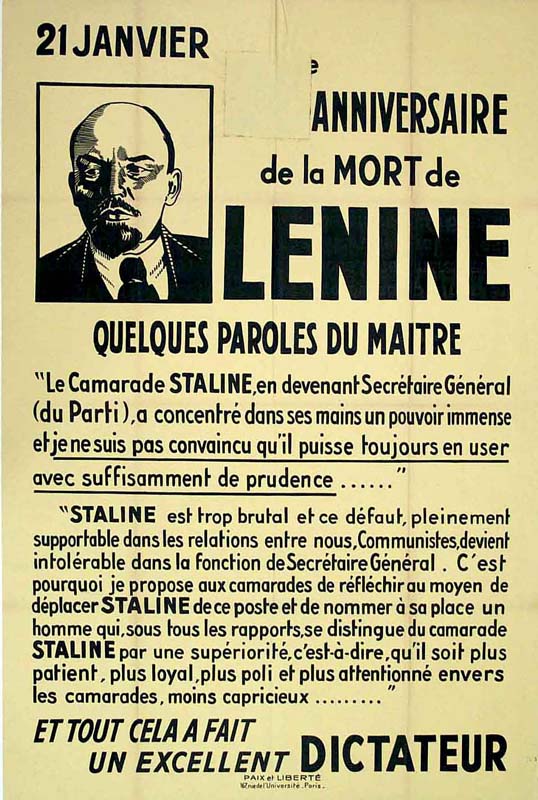 21 JANVIER
e
ANNIVERSAIRE
de la MORT de
LENINE
QUELQUES PAROLES DU MAITRE
"Le Camarade STALINE, en devenant Secrétaire Général
(du Parti), a concentré dans ses mains un pouvoir immense
et je ne suis pas convaincu qu'il puisse toujours en user
avec suffisamment de prudence ......"
"STALINE est trop brutal et ce défaut, pleinement
supportable dans les relations entre nous, Communistes, devient
intolérable dans la fonction de Secrétaire Général. C'est
pourquoi je propose aux camarades de réfléchir au moyen de
déplacer STALINE de ce poste et de nommer à sa place un
homme qui, sous tous les rapports, se distingue du camarade
STALINE par une supériorité, c'est-à-dire, qu'il soit plus
patient, plus loyal, plus poli et plus attentionné envers
les camarades, moins capricieux ........."
ET TOUT CELA A FAIT
UN EXCELLENT DICTATEUR
PAIX et LIBERTÉ
rue de l'Université. Paris.